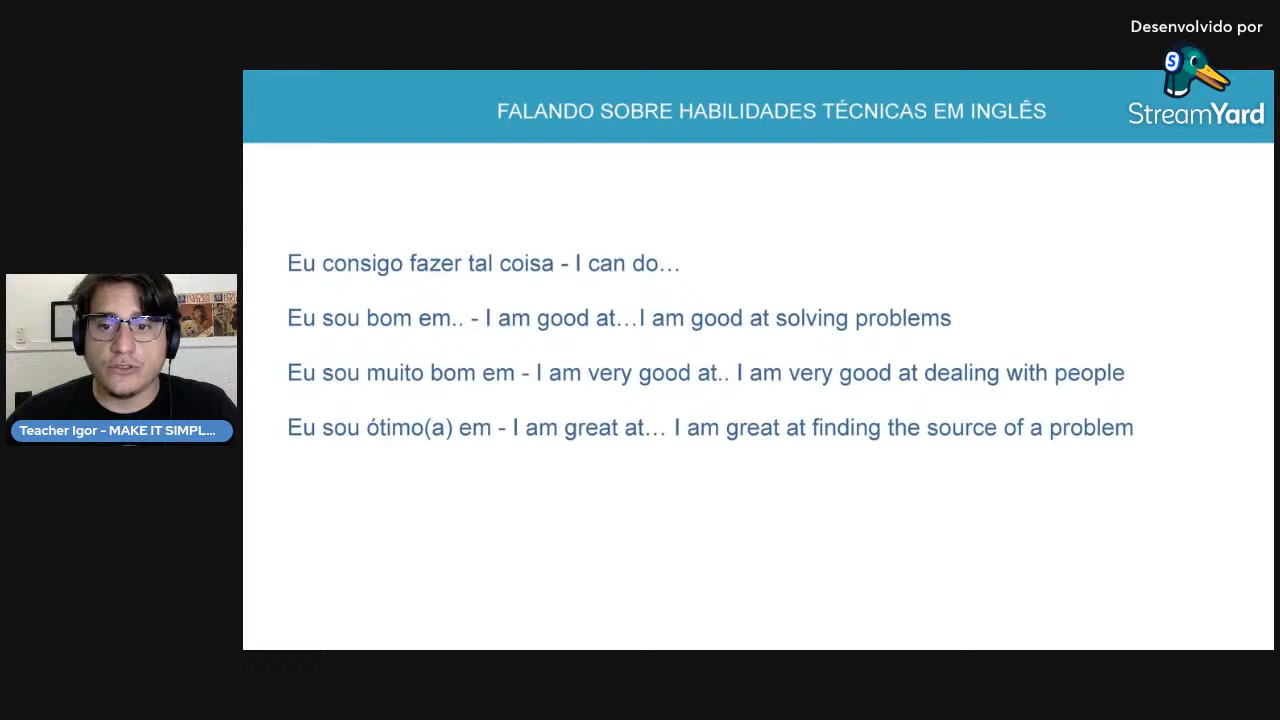 Desenvolvido por
S
StreamYard
FALANDO SOBRE HABILIDADES TÉCNICAS EM INGLÊS
Eu consigo fazer tal coisa - I can do…
Eu sou bom em.. - I am good at…I am good at solving problems
Eu sou muito bom em - I am very good at.. I am very good at dealing with people
Eu sou ótimo(a) em - I am great at… I am great at finding the source of a problem
Teacher Igor - MAKE IT SIMPL...